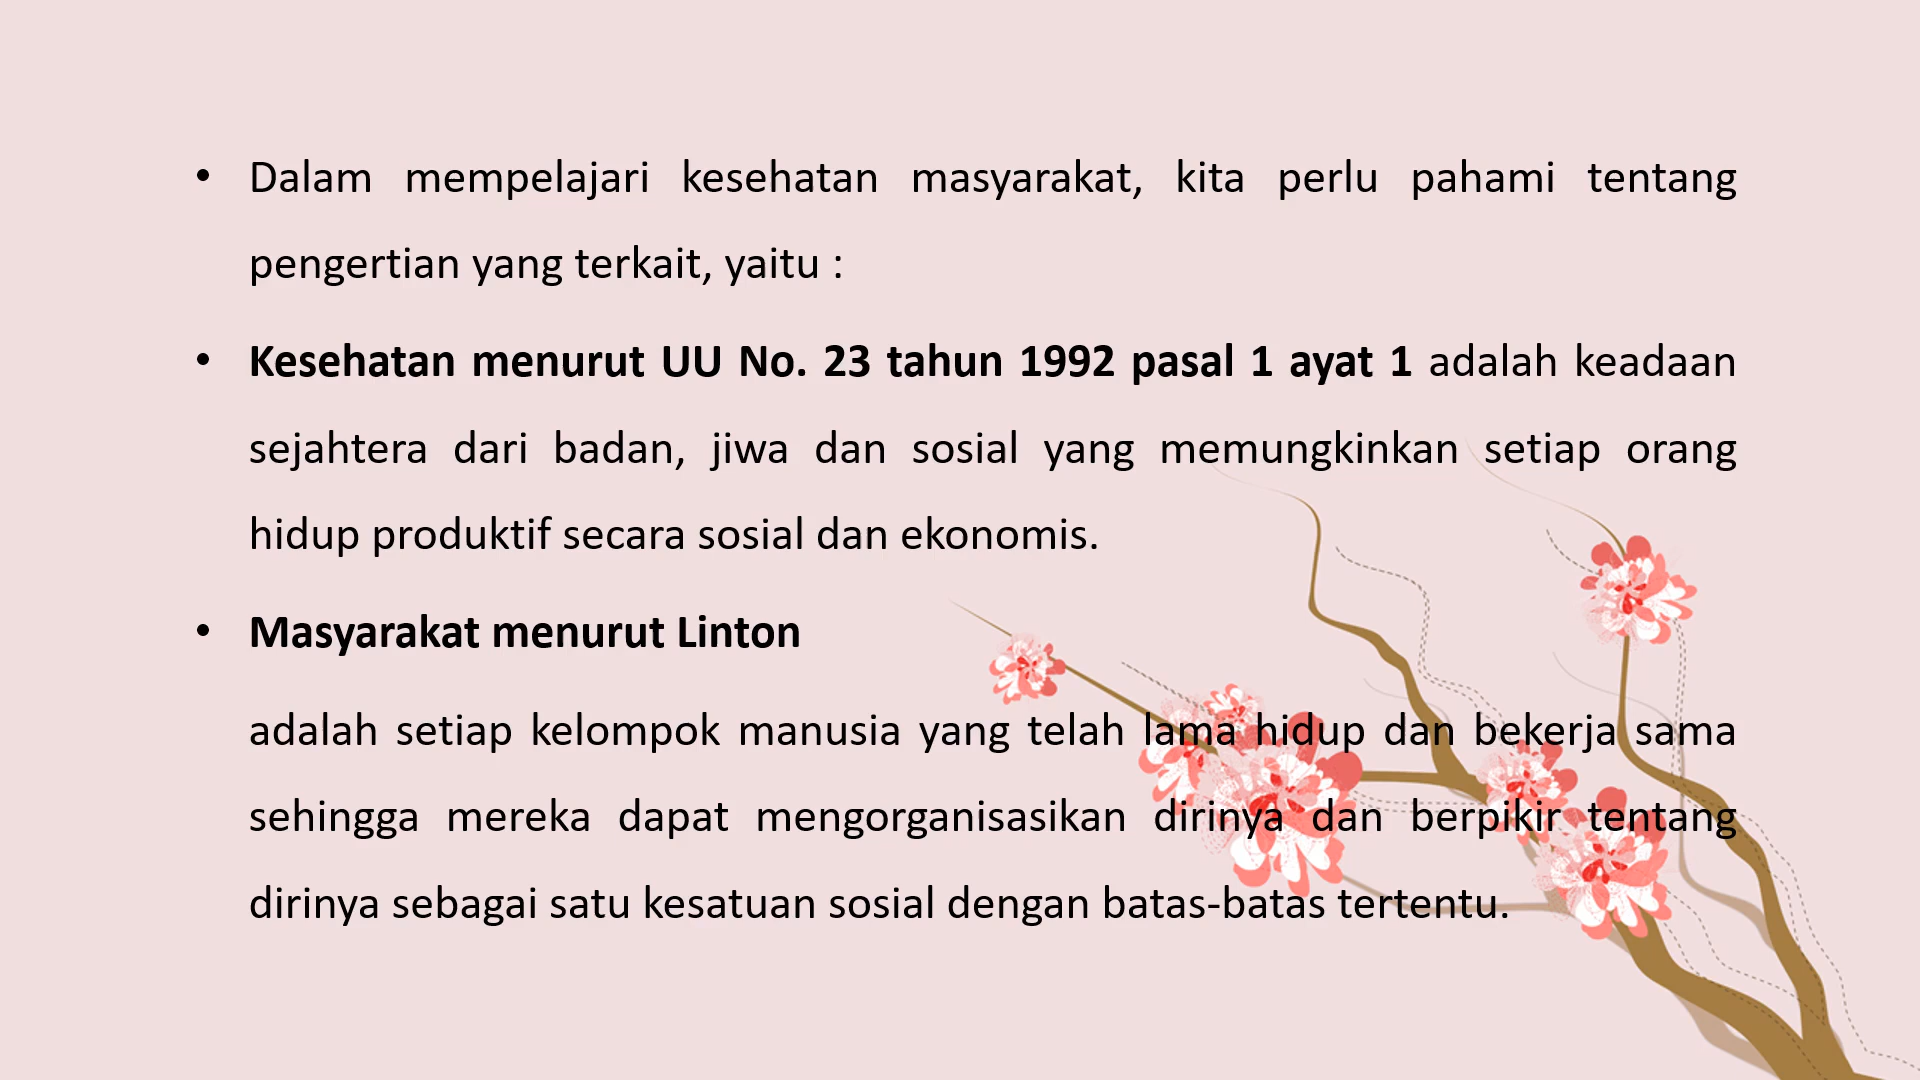 • Dalam mempelajari kesehatan masyarakat, kita perlu pahami tentang
pengertian yang terkait, yaitu :
• Kesehatan menurut UU No. 23 tahun 1992 pasal 1 ayat 1 adalah keadaan
sejahtera dari badan, jiwa dan sosial yang memungkinkan setiap orang
hidup produktif secara sosial dan ekonomis.
• Masyarakat menurut Linton
adalah setiap kelompok manusia yang telah lama hidup dan bekerja sama
sehingga mereka dapat mengorganisasikan dirinya dan berpikir tentang
dirinya sebagai satu kesatuan sosial dengan batas-batas tertentu.